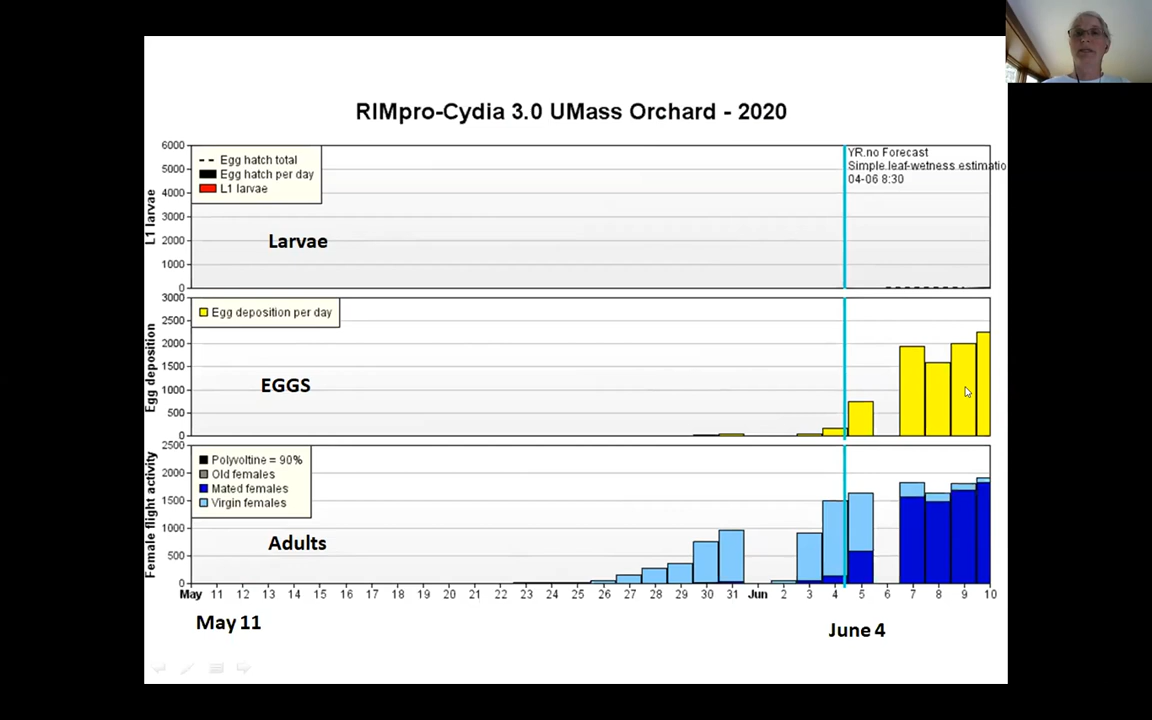 RIMpro-Cydia 3.0 UMass Orchard - 2020
L1 larvae
6000
5000
4000
3000
2000
1000
0
Egg hatch total
Egg hatch per day
L1 larvae
Larvae
YR.no Forecast
Simple leaf-wetness estimatio
04-06 8:30
Egg deposition
3000
2500
2000
1500
1000
500
0
Egg deposition per day
EGGS
Female flight activity
2500
2000
1500
1000
500
0
Polyvoltine = 90%
Old females
Mated females
Virgin females
Adults
May 11 12 13 14 15 16 17 18 19 20 21 22 23 24 25 26 27 28 29 30 31 Jun 2 3 4 5 6 7 8 9 10
May 11
June 4